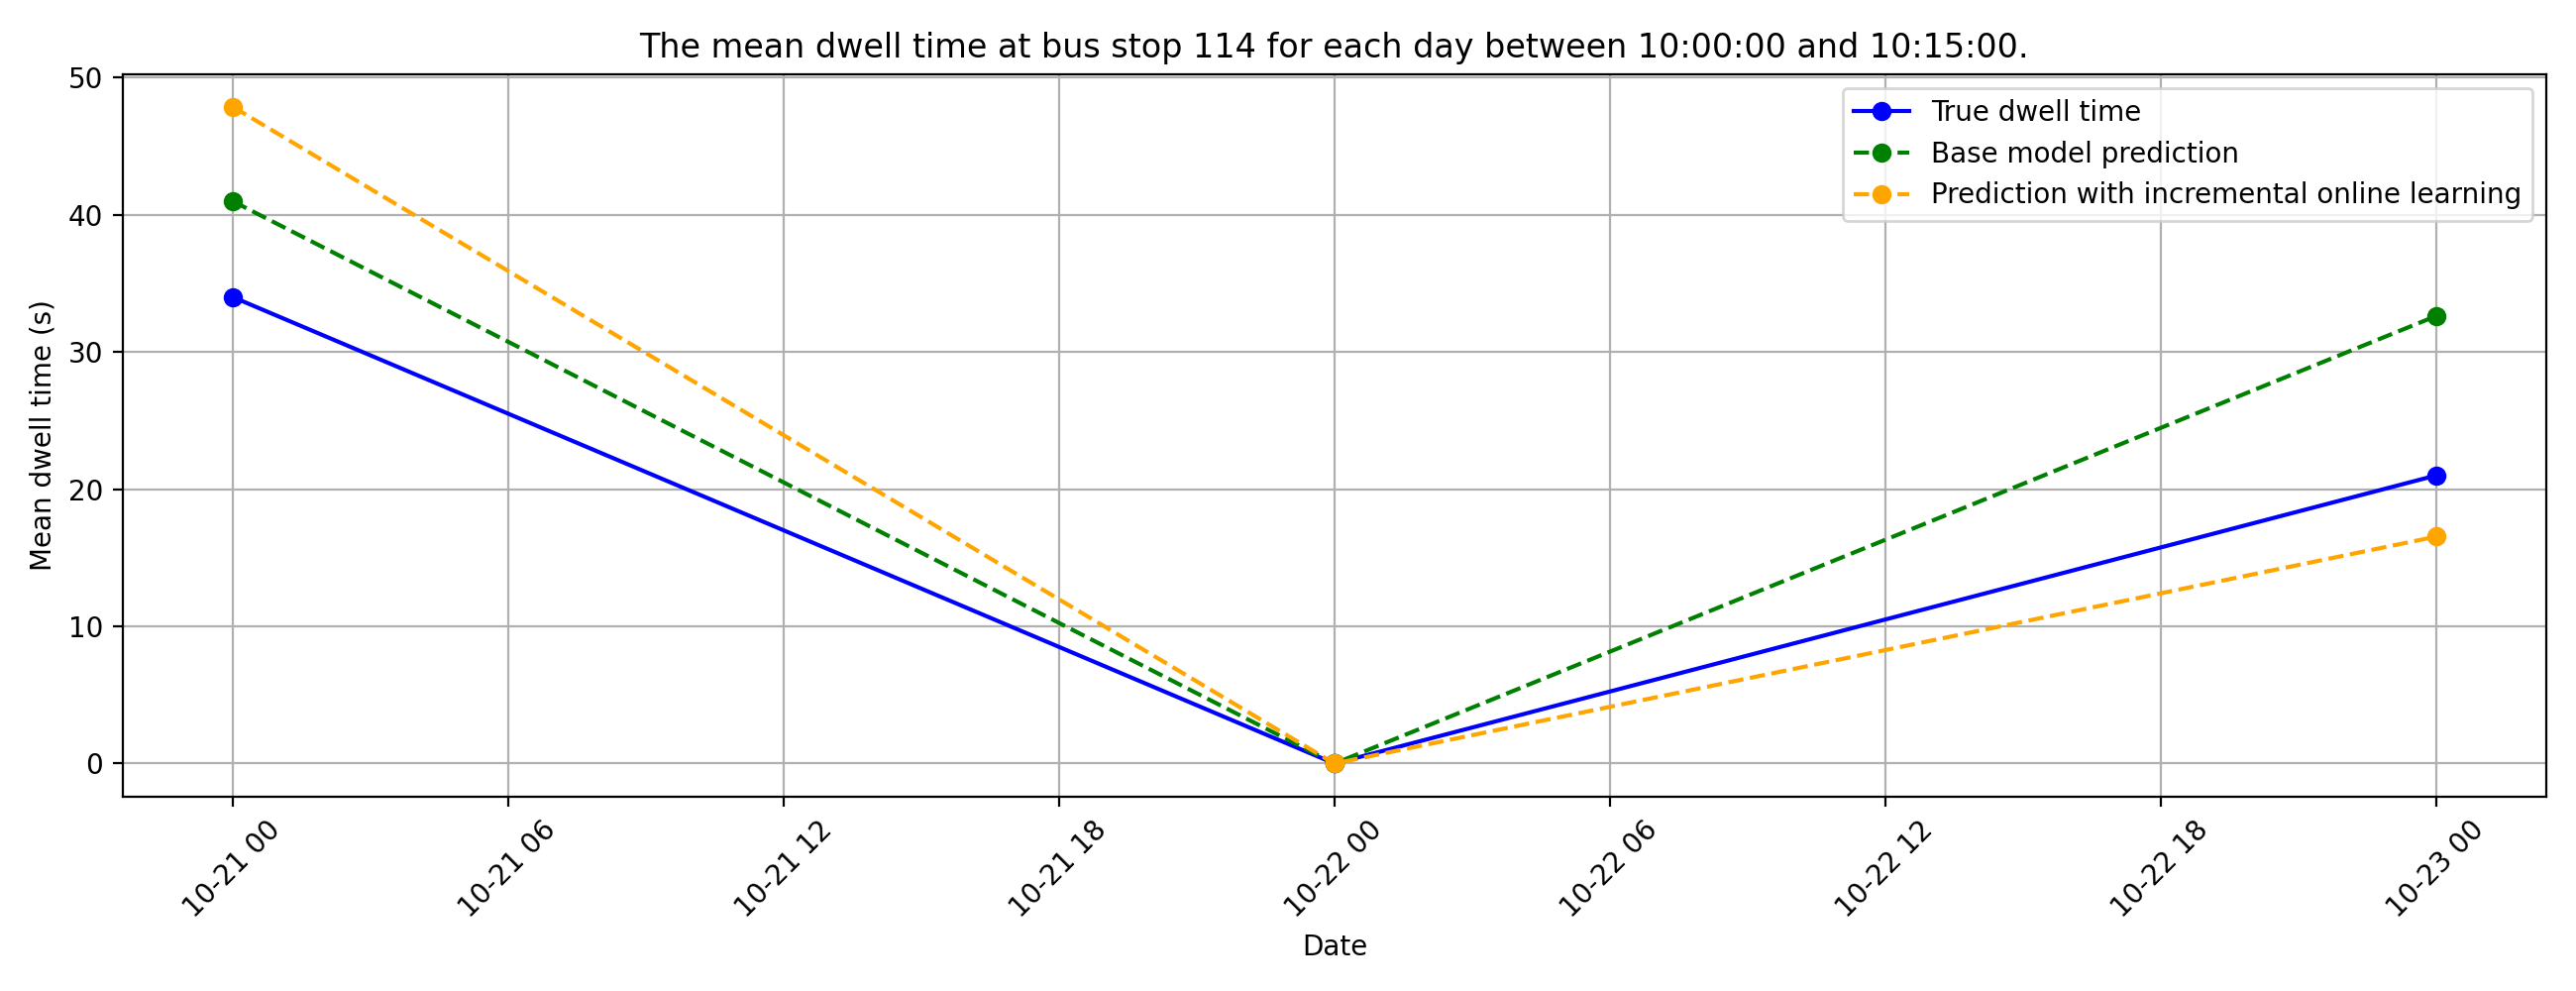 The mean dwell time at bus stop 114 for each day between 10:00:00 and 10:15:00.
50
40
30
20
10
0
Mean dwell time (s)
True dwell time
Base model prediction
Prediction with incremental online learning
10-21 00
10-21 06
10-21 12
10-21 18
10-22 00
10-22 06
10-22 12
10-22 18
10-23 00
Date